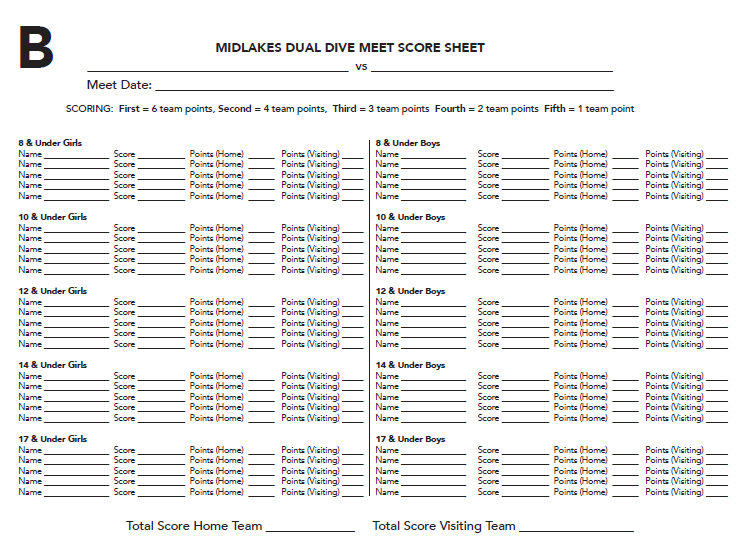 B
MIDLAKES DUAL DIVE MEET SCORE SHEET
vs
Meet Date:
SCORING: First = 6 team points, Second = 4 team points, Third = 3 team points Fourth = 2 team points Fifth = 1 team point
8 & Under Girls
Name Score Points (Home) Points (Visiting)
Name Score Points (Home) Points (Visiting)
Name Score Points (Home) Points (Visiting)
Name Score Points (Home) Points (Visiting)
Name Score Points (Home) Points (Visiting)
10 & Under Girls
Name Score Points (Home) Points (Visiting)
Name Score Points (Home) Points (Visiting)
Name Score Points (Home) Points (Visiting)
Name Score Points (Home) Points (Visiting)
Name Score Points (Home) Points (Visiting)
12 & Under Girls
Name Score Points (Home) Points (Visiting)
Name Score Points (Home) Points (Visiting)
Name Score Points (Home) Points (Visiting)
Name Score Points (Home) Points (Visiting)
Name Score Points (Home) Points (Visiting)
14 & Under Girls
Name Score Points (Home) Points (Visiting)
Name Score Points (Home) Points (Visiting)
Name Score Points (Home) Points (Visiting)
Name Score Points (Home) Points (Visiting)
Name Score Points (Home) Points (Visiting)
17 & Under Girls
Name Score Points (Home) Points (Visiting)
Name Score Points (Home) Points (Visiting)
Name Score Points (Home) Points (Visiting)
Name Score Points (Home) Points (Visiting)
Name Score Points (Home) Points (Visiting)
8 & Under Boys
Name Score Points (Home) Points (Visiting)
Name Score Points (Home) Points (Visiting)
Name Score Points (Home) Points (Visiting)
Name Score Points (Home) Points (Visiting)
Name Score Points (Home) Points (Visiting)
10 & Under Boys
Name Score Points (Home) Points (Visiting)
Name Score Points (Home) Points (Visiting)
Name Score Points (Home) Points (Visiting)
Name Score Points (Home) Points (Visiting)
Name Score Points (Home) Points (Visiting)
12 & Under Boys
Name Score Points (Home) Points (Visiting)
Name Score Points (Home) Points (Visiting)
Name Score Points (Home) Points (Visiting)
Name Score Points (Home) Points (Visiting)
Name Score Points (Home) Points (Visiting)
14 & Under Boys
Name Score Points (Home) Points (Visiting)
Name Score Points (Home) Points (Visiting)
Name Score Points (Home) Points (Visiting)
Name Score Points (Home) Points (Visiting)
Name Score Points (Home) Points (Visiting)
17 & Under Boys
Name Score Points (Home) Points (Visiting)
Name Score Points (Home) Points (Visiting)
Name Score Points (Home) Points (Visiting)
Name Score Points (Home) Points (Visiting)
Name Score Points (Home) Points (Visiting)
Total Score Home Team Total Score Visiting Team